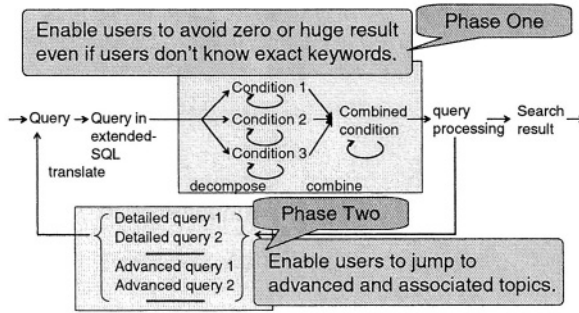 Enable users to avoid zero or huge result
even if users don't know exact keywords.
Phase One
Query
Query in
extended-
SQL
translate
Condition 1
Condition 2
Condition 3
decompose
combine
Combined
condition
query
processing
Search
result
Detailed query 1
Detailed query 2
Advanced query 1
Advanced query 2
Phase Two
Enable users to jump to
advanced and associated topics.